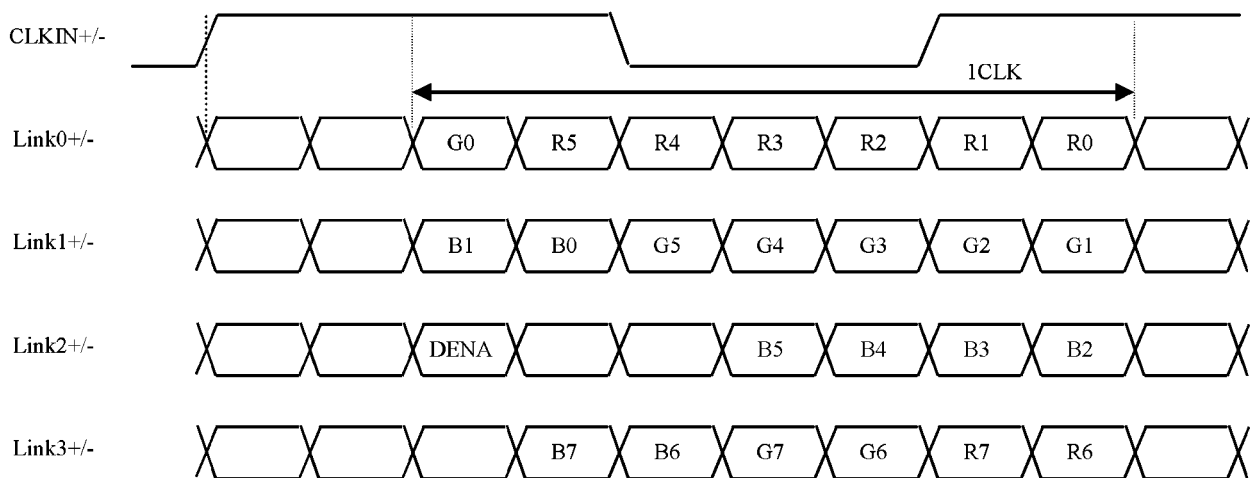 CLKIN+/-
1CLK
Link0+/- G0 R5 R4 R3 R2 R1 R0
Link1+/- B1 B0 G5 G4 G3 G2 G1
Link2+/- DENA B5 B4 B3 B2
Link3+/- B7 B6 G7 G6 R7 R6